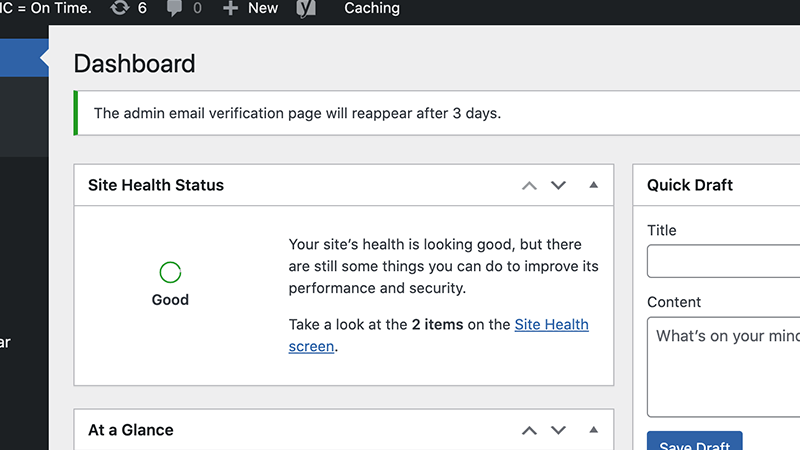 IC = On Time. 6 0 New Caching
Dashboard
The admin email verification page will reappear after 3 days.
Site Health Status
Good
Your site's health is looking good, but there
are still some things you can do to improve its
performance and security.
Take a look at the 2 items on the Site Health
screen.
At a Glance
Quick Draft
Title
Content
What's on your mind
Save Draft
ar